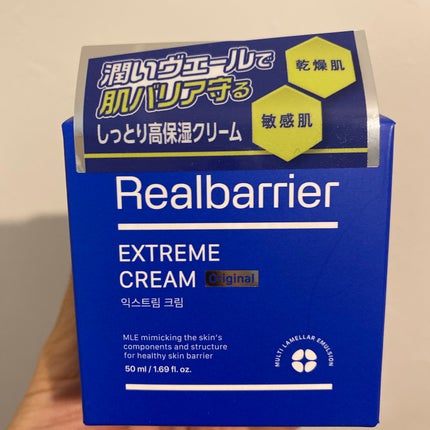 潤いヴェールで
肌バリア守る
しっとり高保湿クリーム
乾燥肌
敏感肌
Realbarrier
EXTREME
CREAM Original
익스트림 크림
MLE mimicking the skin's
components and structure
for healthy skin barrier
50 ml / 1.69 fl. oz.
MULTI LAMELLAR EMULSION